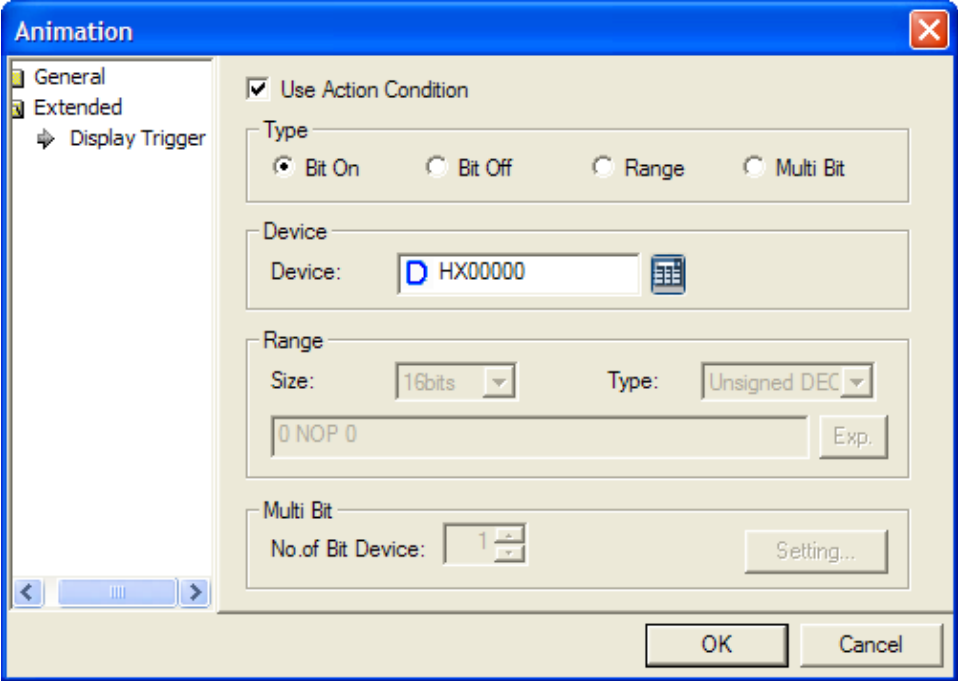 Animation
General
Extended
Display Trigger
Use Action Condition
Type
Bit On Bit Off Range Multi Bit
Device
Device: D HX00000
Range
Size: 16bits Type: Unsigned DEC
0 NOP 0 Exp.
Multi Bit
No.of Bit Device: 1 Setting...
OK Cancel